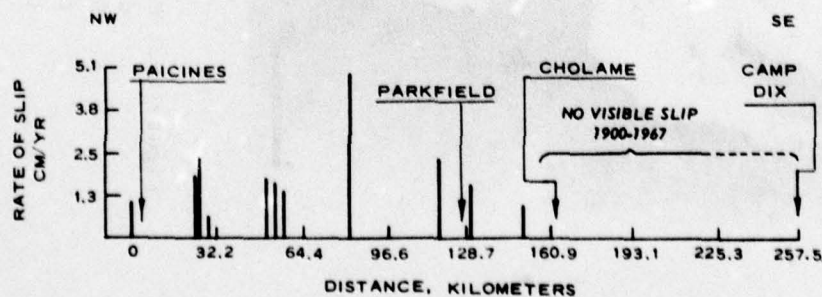 NW
SE
5.1
3.8
2.5
1.3
RATE OF SLIP
CM/YR
PAICINES
PARKFIELD
CHOLAME
CAMP
DIX
NO VISIBLE SLIP
1900-1967
0 32.2 64.4 96.6 128.7 160.9 193.1 225.3 257.5
DISTANCE, KILOMETERS